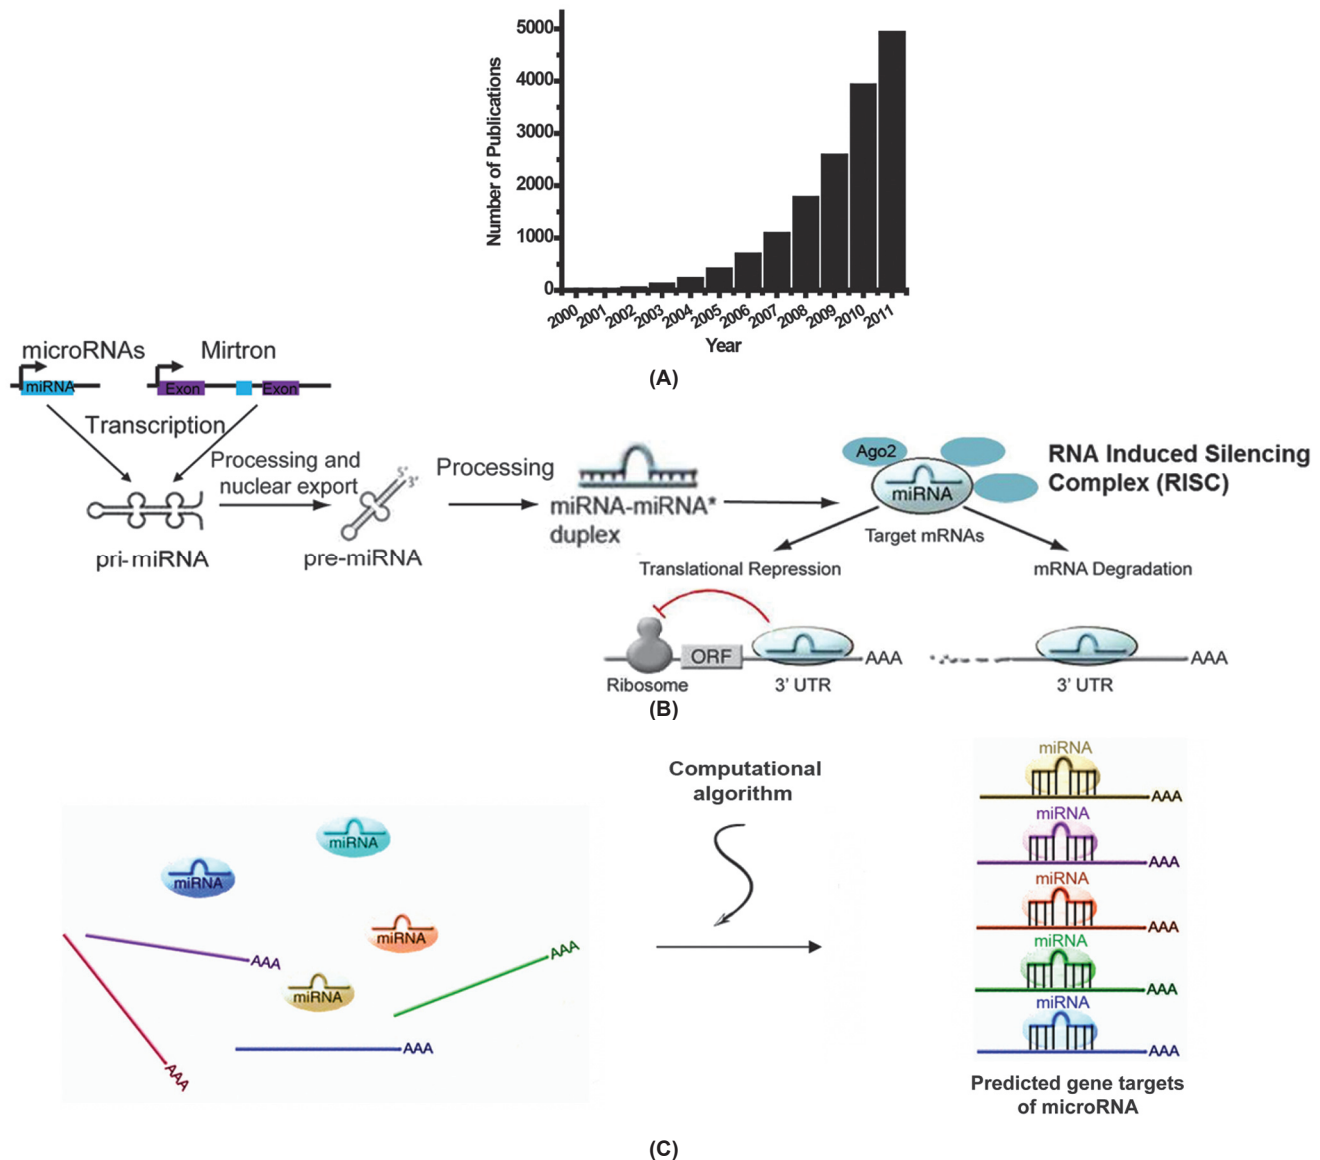 5000
4000
3000
2000
1000
0
Number of Publications
2000 2001 2002 2003 2004 2005 2006 2007 2008 2009 2010 2011
Year
(A)
microRNAs
Mirtron
miRNA
Exon
Exon
Transcription
Processing and
nuclear export
5'
3'
pri-miRNA
pre-miRNA
Processing
miRNA-miRNA*
duplex
Ago2
miRNA
RNA Induced Silencing
Complex (RISC)
Target mRNAs
Translational Repression
mRNA Degradation
ORF
AAA
AAA
Ribosome
3' UTR
3' UTR
(B)
miRNA
miRNA
miRNA
miRNA
AAA
AAA
AAA
AAA
Computational
algorithm
miRNA
AAA
miRNA
AAA
miRNA
AAA
miRNA
AAA
miRNA
AAA
Predicted gene targets
of microRNA
(C)